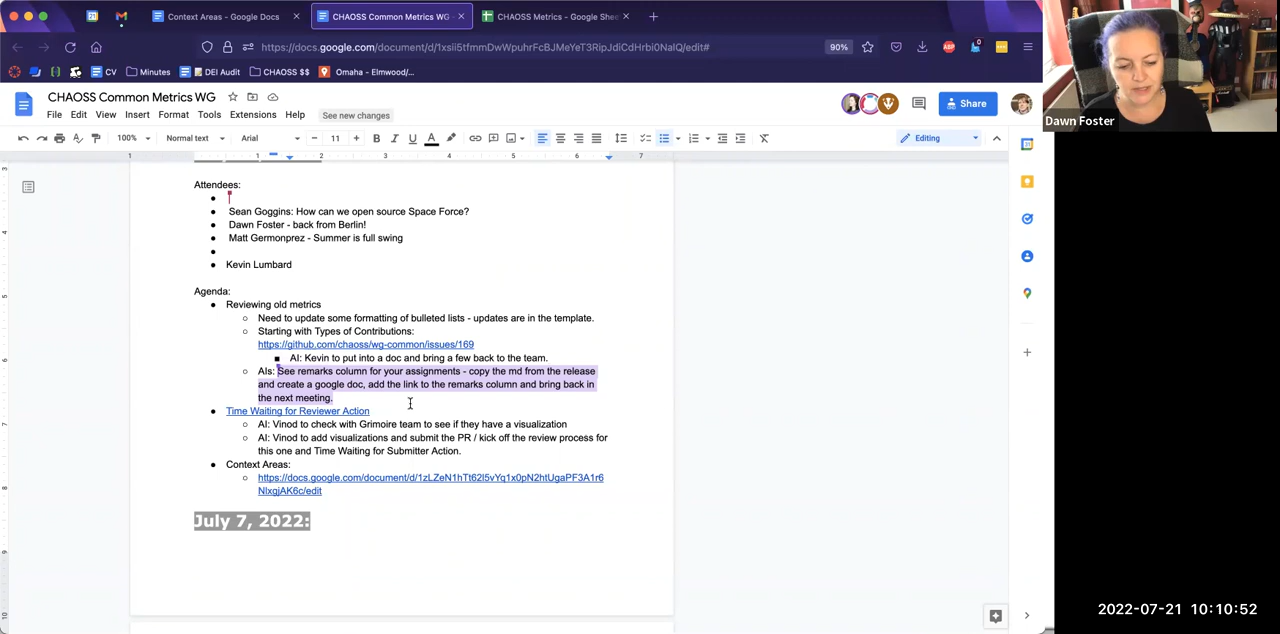 Context Areas - Google Docs
CHAOSS Common Metrics WG
CHAOSS Metrics - Google Shee
https://docs.google.com/document/d/1xsii5tfmmDwWpuhrFcBJMeYeT3RipJdiCdHrbi0NaIQ/edit#
90%
CV
Minutes
DEI Audit
CHAOSS $$
Omaha - Elmwood/...
CHAOSS Common Metrics WG
File Edit View Insert Format Tools Extensions Help
See new changes
Share
100%
Normal text
Arial
11
Editing
Attendees:
Sean Goggins: How can we open source Space Force?
Dawn Foster - back from Berlin!
Matt Germonprez - Summer is full swing
Kevin Lumbard
Agenda:
Reviewing old metrics
Need to update some formatting of bulleted lists - updates are in the template.
Starting with Types of Contributions:
https://github.com/chaoss/wg-common/issues/169
AI: Kevin to put into a doc and bring a few back to the team.
AIs: See remarks column for your assignments - copy the md from the release
and create a google doc, add the link to the remarks column and bring back in
the next meeting.
Time Waiting for Reviewer Action
AI: Vinod to check with Grimoire team to see if they have a visualization
AI: Vinod to add visualizations and submit the PR / kick off the review process for
this one and Time Waiting for Submitter Action.
Context Areas:
https://docs.google.com/document/d/1zLZeN1hTt62l5vYq1x0pN2htUgaPF3A1r6
NlxgjAK6c/edit
July 7, 2022:
Dawn Foster
2022-07-21 10:10:52